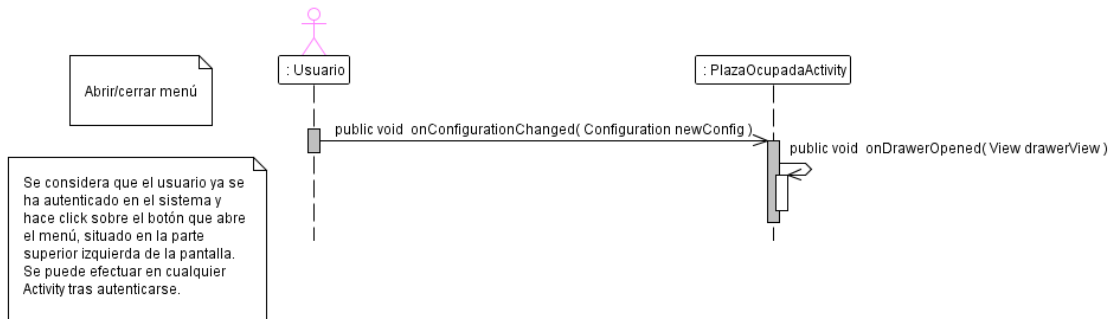 : Usuario
: PlazaOcupadaActivity
Abrir/cerrar menú
public void onConfigurationChanged( Configuration newConfig )
public void onDrawerOpened( View drawerView )
Se considera que el usuario ya se
ha autenticado en el sistema y
hace click sobre el botón que abre
el menú, situado en la parte
superior izquierda de la pantalla.
Se puede efectuar en cualquier
Activity tras autenticarse.